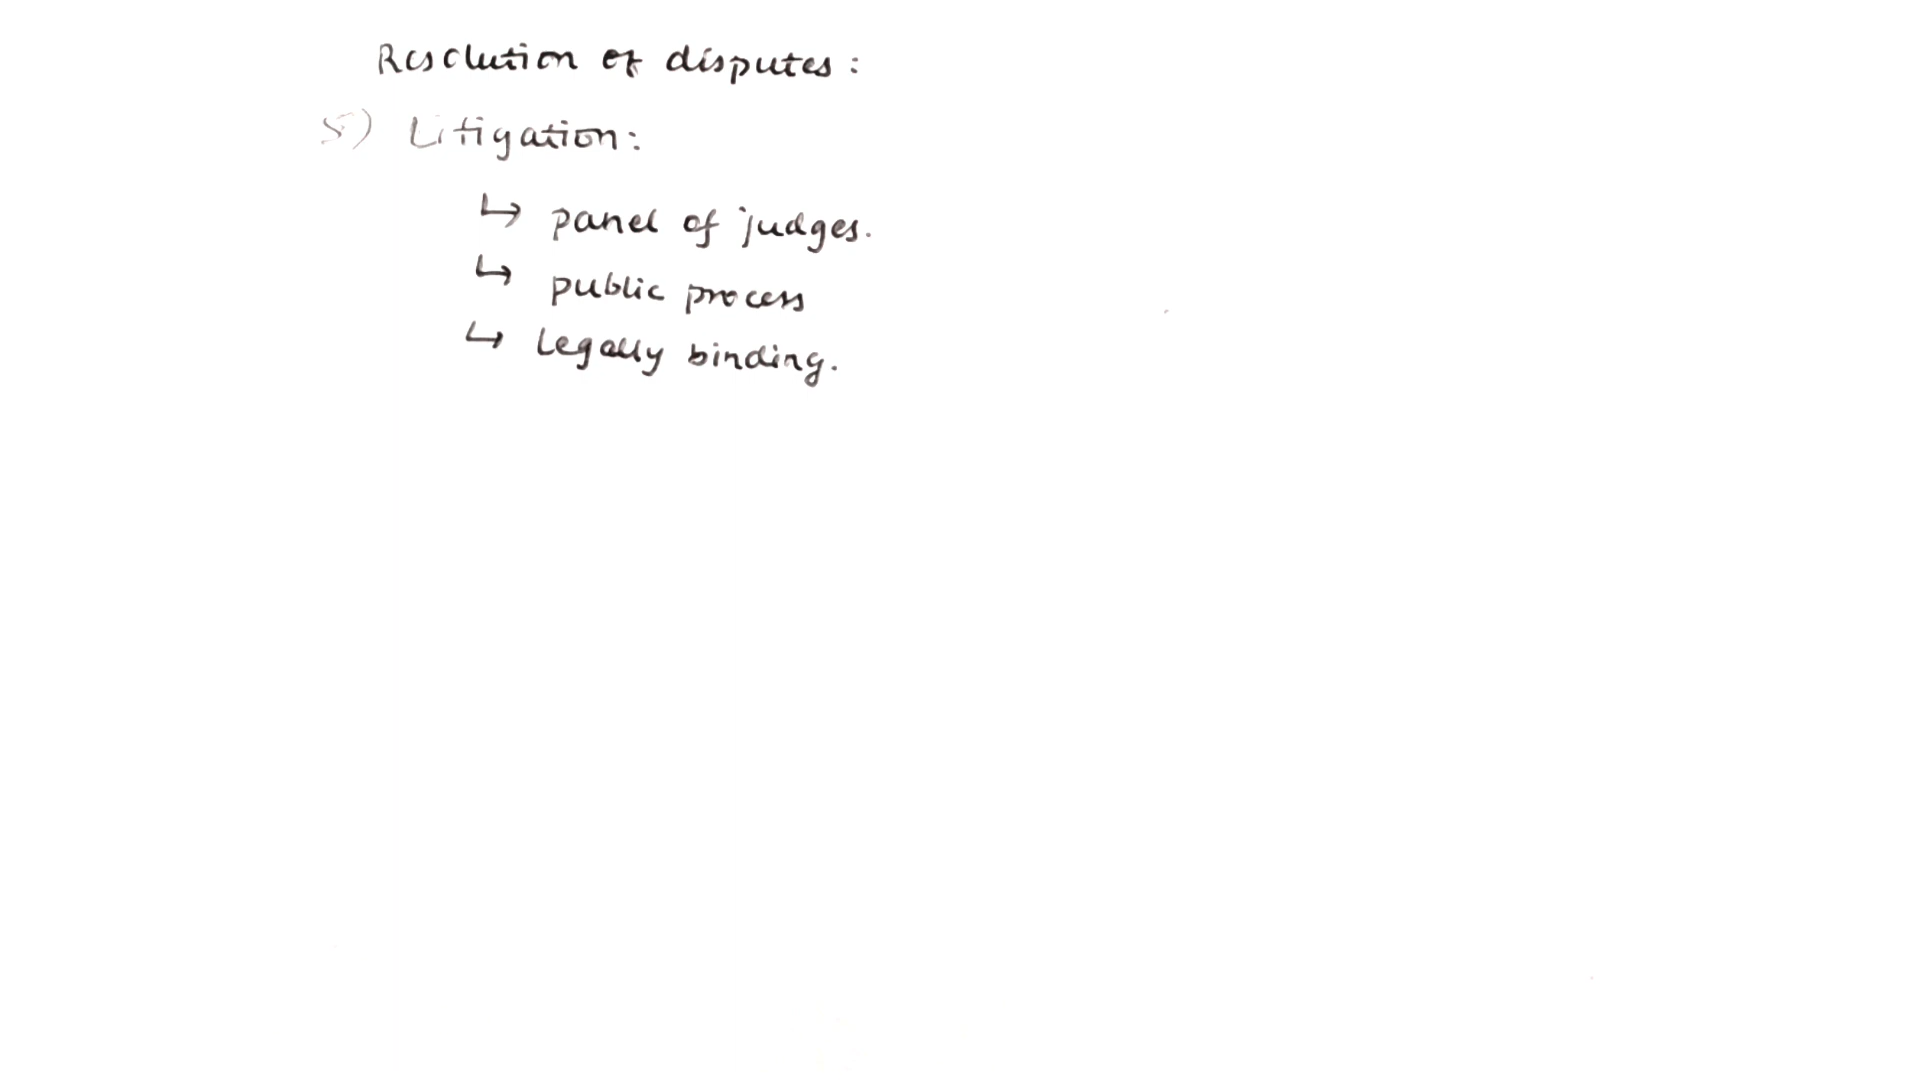 Resolution of disputes:
5) Litigation:
↳ panel of judges.
↳ public process
↳ Legally binding.